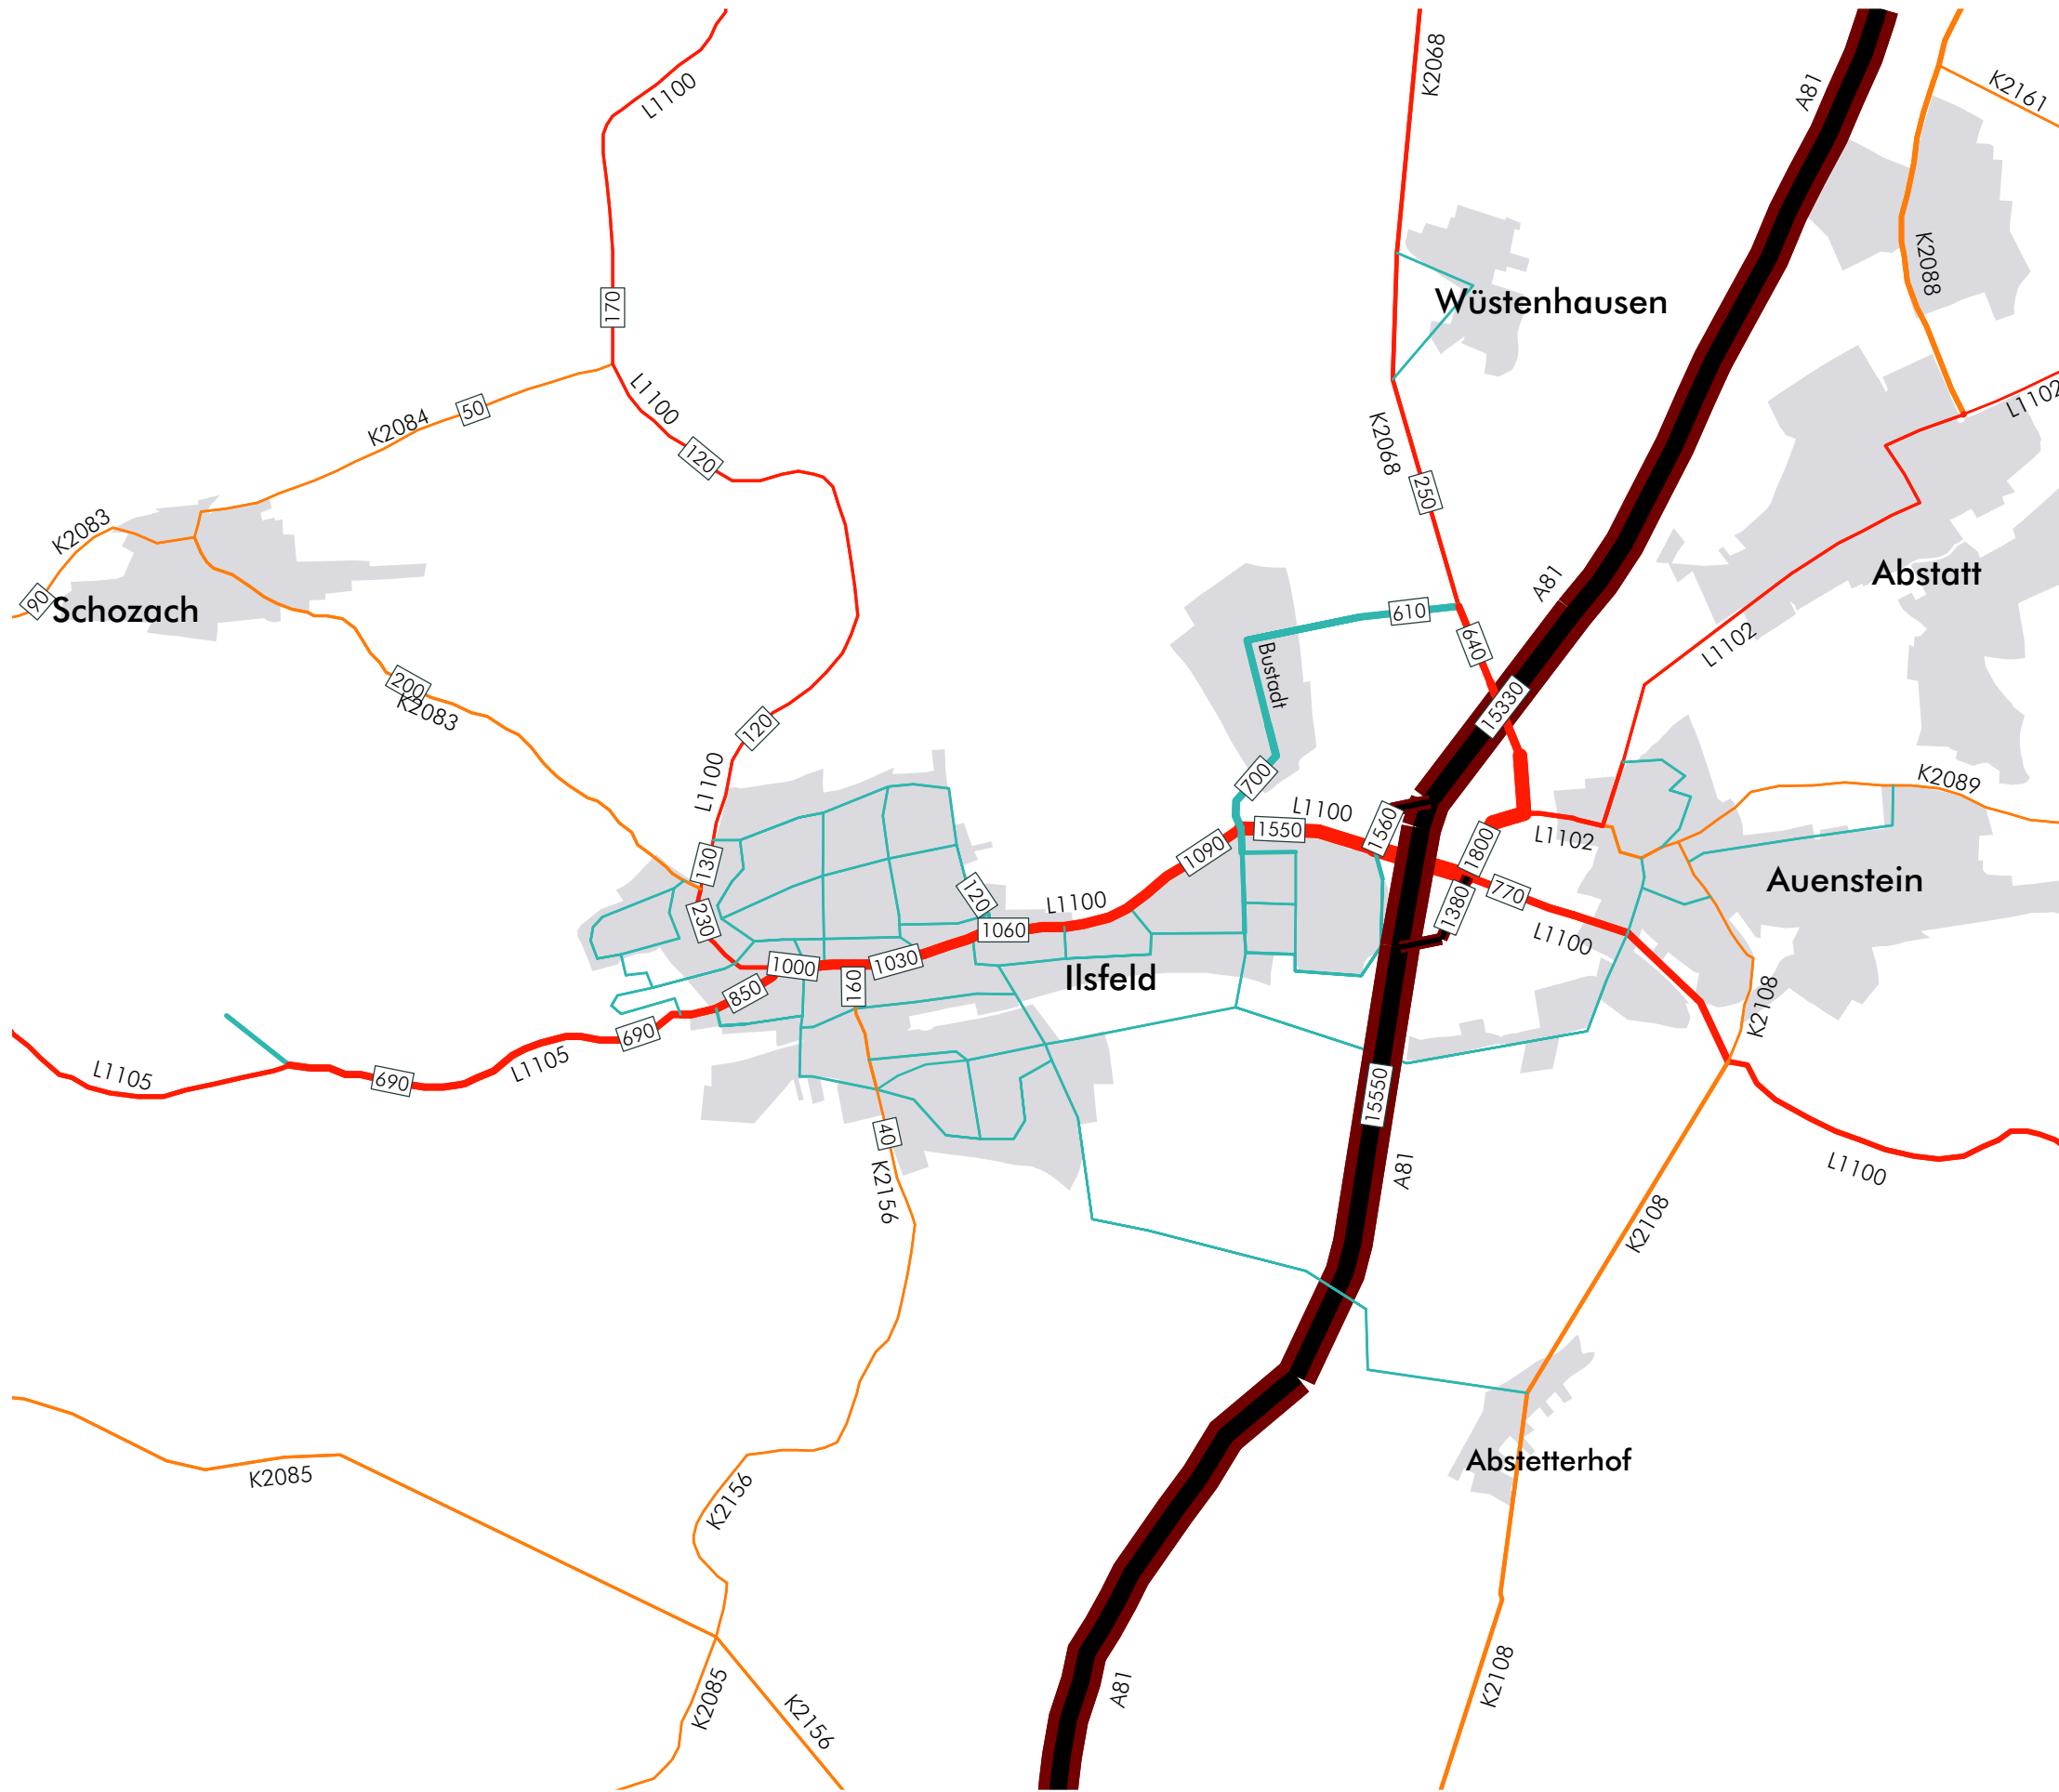 L1100
K2068
A81
K2161
K2088
Wüstenhausen
170
L1100
K2084
50
120
L1102
K2068
250
K2083
90
Schozach
A81
Abstatt
610
640
L1102
Bustadt
200
K2083
15330
120
L1100
700
L1100
1550
1560
1800
L1102
K2089
130
1090
120
L1100
1380
770
Auenstein
230
1060
L1100
1000
1030
160
850
Ilsfeld
690
K2108
L1105
L1105
690
15550
40
K2156
A81
L1100
K2108
K2085
K2156
Abstetterhof
K2085
K2156
A81
K2108